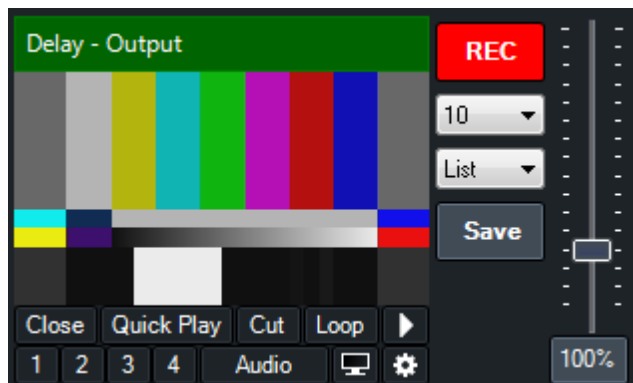 Delay - Output
REC
10
List
Save
Close Quick Play Cut Loop
1 2 3 4 Audio
100%